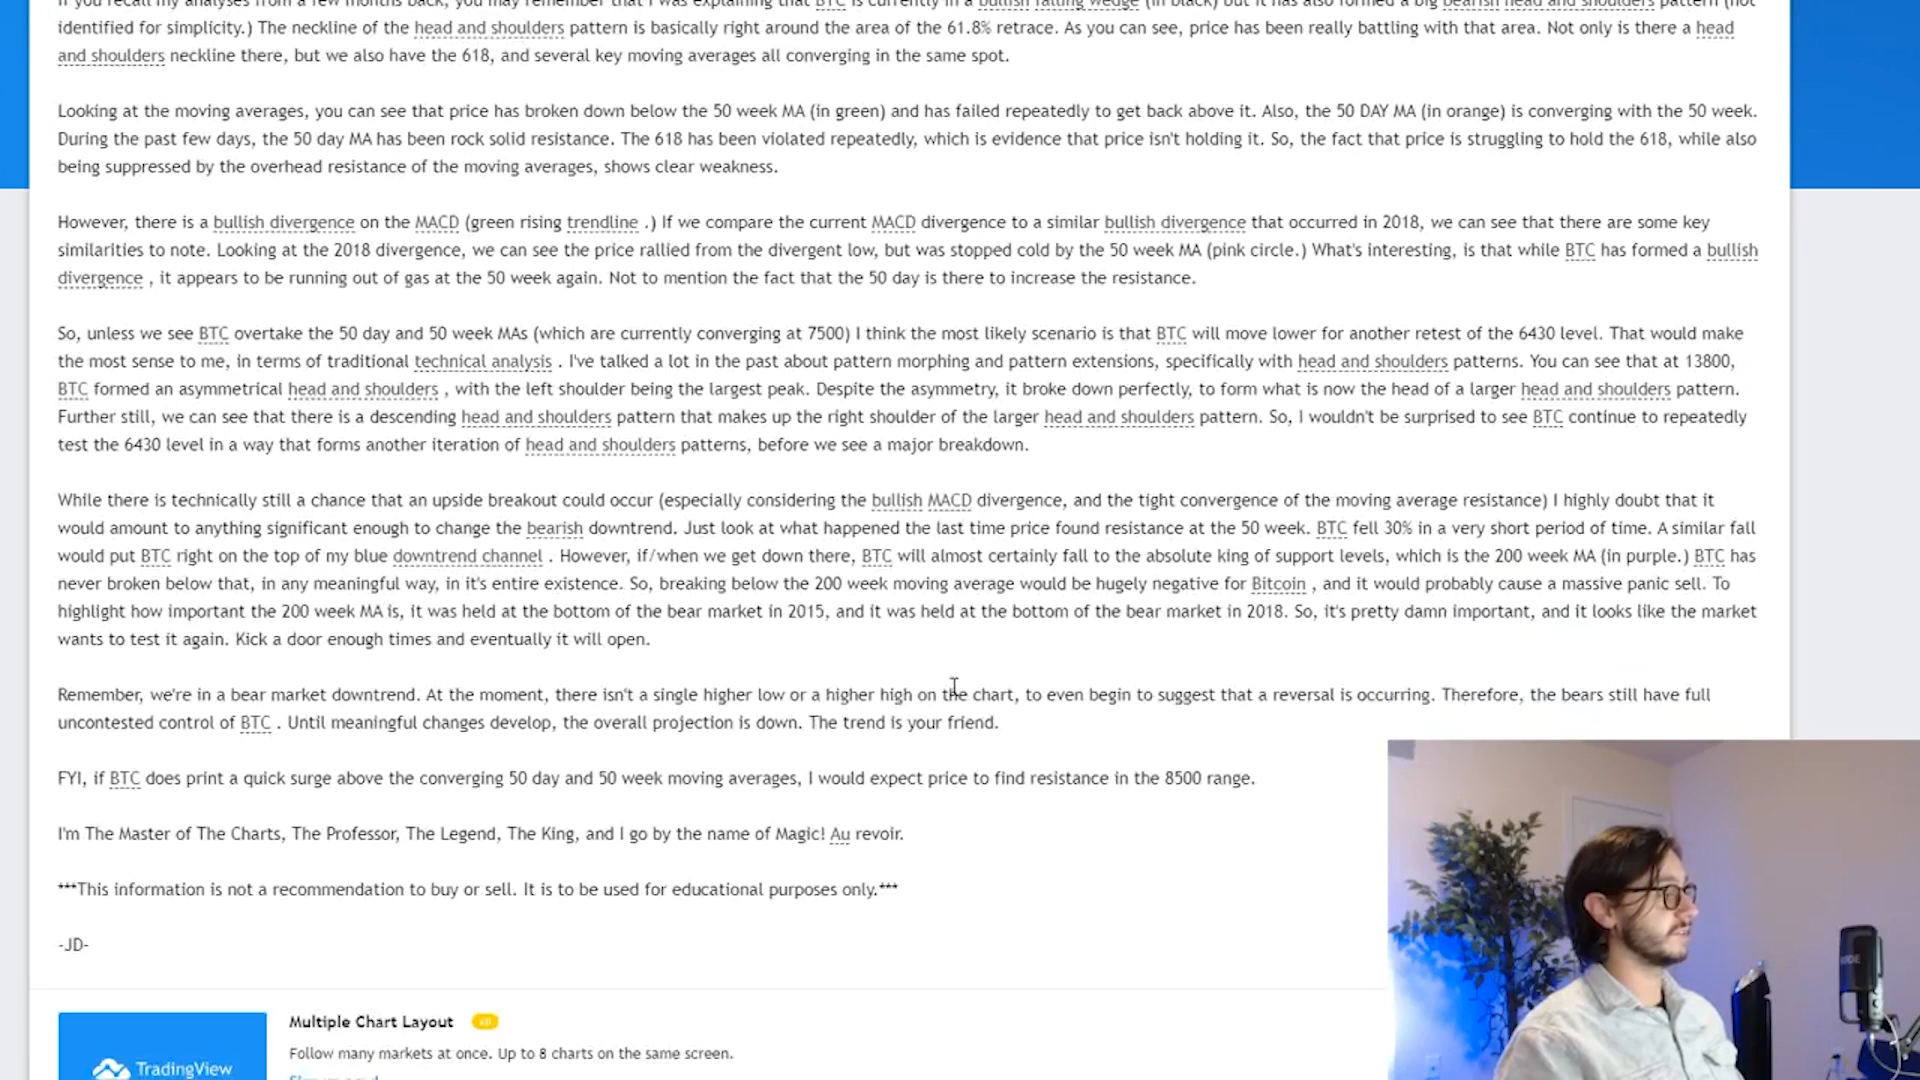 If you recall my analyses from a few months back, you may remember that I was explaining that BTC is currently in a bullish falling wedge (in black) but it has also formed a big bearish head and shoulders pattern (not
identified for simplicity.) The neckline of the head and shoulders pattern is basically right around the area of the 61.8% retrace. As you can see, price has been really battling with that area. Not only is there a head
and shoulders neckline there, but we also have the 618, and several key moving averages all converging in the same spot.
Looking at the moving averages, you can see that price has broken down below the 50 week MA (in green) and has failed repeatedly to get back above it. Also, the 50 DAY MA (in orange) is converging with the 50 week.
During the past few days, the 50 day MA has been rock solid resistance. The 618 has been violated repeatedly, which is evidence that price isn't holding it. So, the fact that price is struggling to hold the 618, while also
being suppressed by the overhead resistance of the moving averages, shows clear weakness.
However, there is a bullish divergence on the MACD (green rising trendline .) If we compare the current MACD divergence to a similar bullish divergence that occurred in 2018, we can see that there are some key
similarities to note. Looking at the 2018 divergence, we can see the price rallied from the divergent low, but was stopped cold by the 50 week MA (pink circle.) What's interesting, is that while BTC has formed a bullish
divergence , it appears to be running out of gas at the 50 week again. Not to mention the fact that the 50 day is there to increase the resistance.
So, unless we see BTC overtake the 50 day and 50 week MAs (which are currently converging at 7500) I think the most likely scenario is that BTC will move lower for another retest of the 6430 level. That would make
the most sense to me, in terms of traditional technical analysis . I've talked a lot in the past about pattern morphing and pattern extensions, specifically with head and shoulders patterns. You can see that at 13800,
BTC formed an asymmetrical head and shoulders , with the left shoulder being the largest peak. Despite the asymmetry, it broke down perfectly, to form what is now the head of a larger head and shoulders pattern.
Further still, we can see that there is a descending head and shoulders pattern that makes up the right shoulder of the larger head and shoulders pattern. So, I wouldn't be surprised to see BTC continue to repeatedly
test the 6430 level in a way that forms another iteration of head and shoulders patterns, before we see a major breakdown.
While there is technically still a chance that an upside breakout could occur (especially considering the bullish MACD divergence, and the tight convergence of the moving average resistance) I highly doubt that it
would amount to anything significant enough to change the bearish downtrend. Just look at what happened the last time price found resistance at the 50 week. BTC fell 30% in a very short period of time. A similar fall
would put BTC right on the top of my blue downtrend channel . However, if/when we get down there, BTC will almost certainly fall to the absolute king of support levels, which is the 200 week MA (in purple.) BTC has
never broken below that, in any meaningful way, in it's entire existence. So, breaking below the 200 week moving average would be hugely negative for Bitcoin , and it would probably cause a massive panic sell. To
highlight how important the 200 week MA is, it was held at the bottom of the bear market in 2015, and it was held at the bottom of the bear market in 2018. So, it's pretty damn important, and it looks like the market
wants to test it again. Kick a door enough times and eventually it will open.
Remember, we're in a bear market downtrend. At the moment, there isn't a single higher low or a higher high on the chart, to even begin to suggest that a reversal is occurring. Therefore, the bears still have full
uncontested control of BTC . Until meaningful changes develop, the overall projection is down. The trend is your friend.
FYI, if BTC does print a quick surge above the converging 50 day and 50 week moving averages, I would expect price to find resistance in the 8500 range.
I'm The Master of The Charts, The Professor, The Legend, The King, and I go by the name of Magic! Au revoir.
***This information is not a recommendation to buy or sell. It is to be used for educational purposes only.***
-JD-
Multiple Chart Layout
Follow many markets at once. Up to 8 charts on the same screen.
TradingView